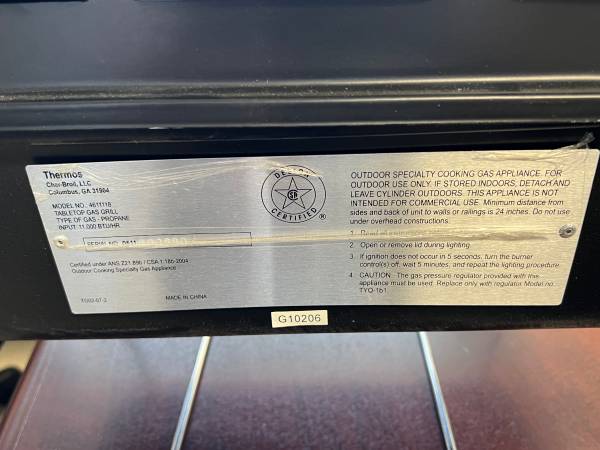 Thermos
Char-Broil, LLC
Columbus, GA 31904
MODEL NO.: 4611118
TABLETOP GAS GRILL
TYPE OF GAS - PROPANE
INPUT: 11,000 BTU/HR
SERIAL NO. 0811
Certified under ANS Z21.89b / CSA 1.18b-2004
Outdoor Cooking Specialty Gas Appliance
MADE IN CHINA
DESIGN
CERTIFIED
®
OUTDOOR SPECIALTY COOKING GAS APPLIANCE. FOR
OUTDOOR USE ONLY. IF STORED INDOORS, DETACH AND
LEAVE CYLINDER OUTDOORS. THIS APPLIANCE IS NOT
INTENDED FOR COMMERCIAL USE. Minimum distance from
sides and back of unit to walls or railings is 24 inches. Do not use
under overhead constructions.
1. Read all
2. Open or remove lid during lighting.
3. If ignition does not occur in 5 seconds, turn the burner
control(s) off, wait 5 minutes, and repeat the lighting procedure.
4. CAUTION: The gas pressure regulator provided with this
appliance must be used. Replace only with regulator Model no.
TYQ-1b1.
G10206